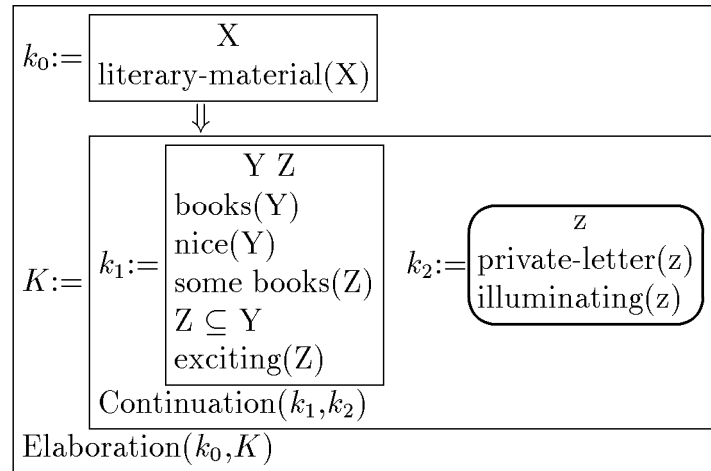 k₀:=
X
literary-material(X)
⇓
K:=
k₁:=
Y Z
books(Y)
nice(Y)
some books(Z)
Z ⊆ Y
exciting(Z)
k₂:=
z
private-letter(z)
illuminating(z)
Continuation(k₁,k₂)
Elaboration(k₀,K)